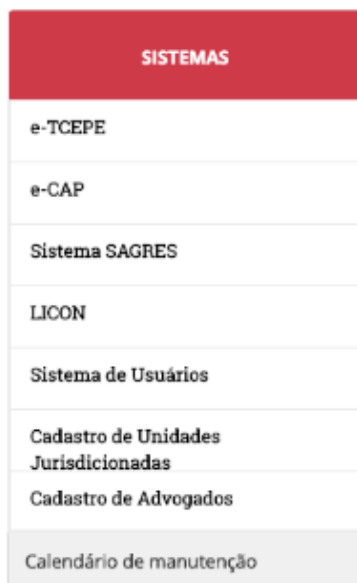 SISTEMAS
e-TCEPE
e-CAP
Sistema SAGRES
LICON
Sistema de Usuários
Cadastro de Unidades
Jurisdicionadas
Cadastro de Advogados
Calendário de manutenção